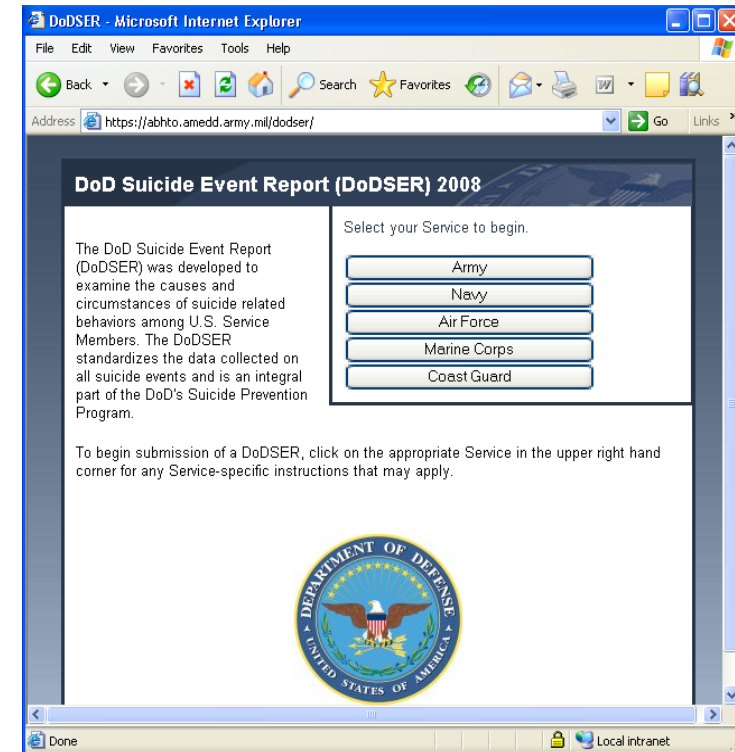 DoDSER - Microsoft Internet Explorer
File Edit View Favorites Tools Help
Back Search Favorites
Address https://abhto.amedd.army.mil/dodser/ Go Links »
DoD Suicide Event Report (DoDSER) 2008
Select your Service to begin.
Army
Navy
Air Force
Marine Corps
Coast Guard
The DoD Suicide Event Report
(DoDSER) was developed to
examine the causes and
circumstances of suicide related
behaviors among U.S. Service
Members. The DoDSER
standardizes the data collected on
all suicide events and is an integral
part of the DoD's Suicide Prevention
Program.
To begin submission of a DoDSER, click on the appropriate Service in the upper right hand
corner for any Service-specific instructions that may apply.
DEPARTMENT OF DEFENSE
UNITED STATES OF AMERICA
Done Local intranet